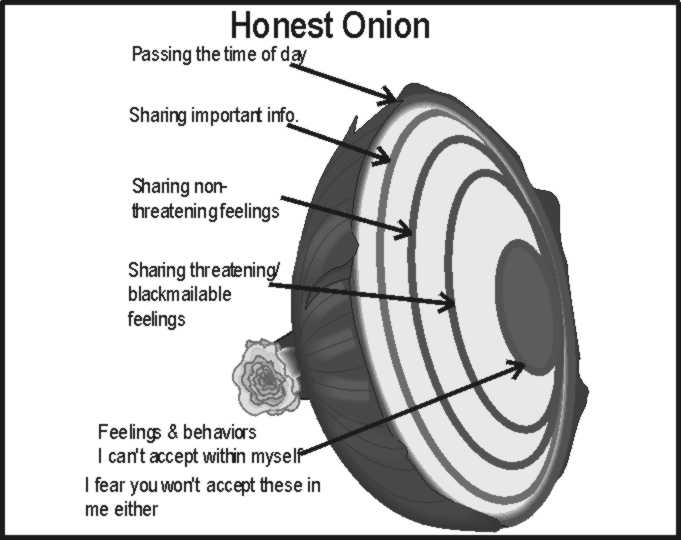 Honest Onion
Passing the time of day
Sharing important info.
Sharing non-
threatening feelings
Sharing threatening/
blackmailable
feelings
Feelings & behaviors
I can't accept within myself
I fear you won't accept these in
me either